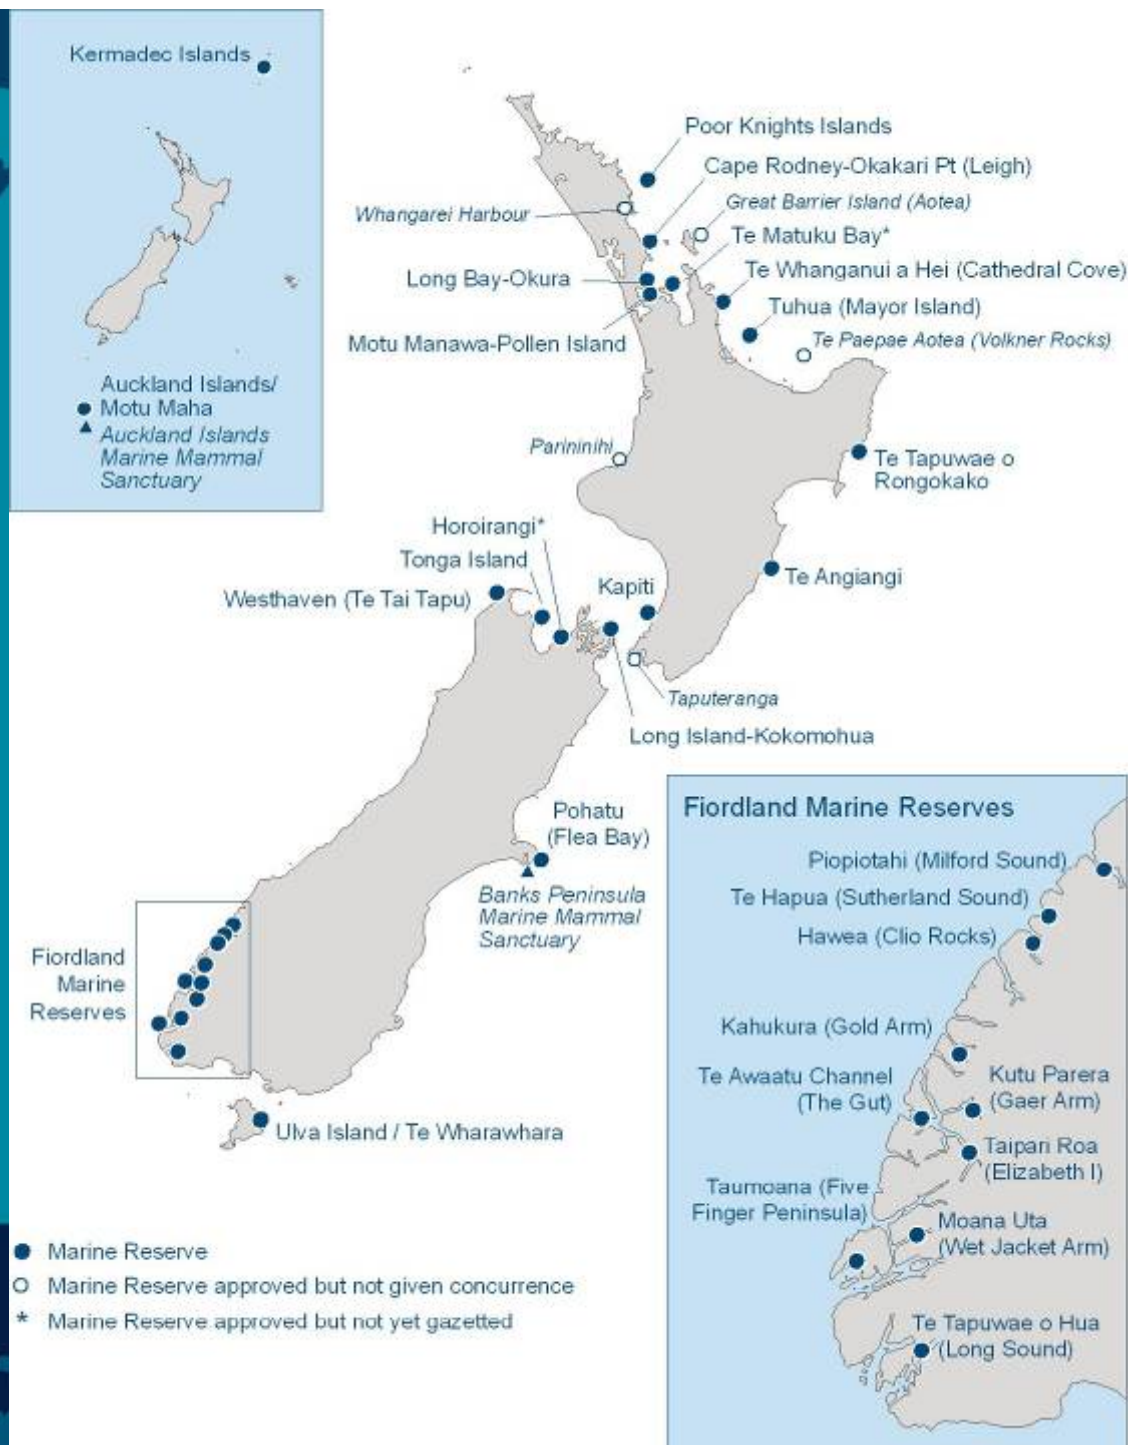 Kermadec Islands
Auckland Islands/
Motu Maha
Auckland Islands
Marine Mammal
Sanctuary
Poor Knights Islands
Cape Rodney-Okakari Pt (Leigh)
Whangarei Harbour
Great Barrier Island (Aotea)
Te Matuku Bay*
Long Bay-Okura
Te Whanganui a Hei (Cathedral Cove)
Tuhua (Mayor Island)
Motu Manawa-Pollen Island
Te Paepae Aotea (Volkner Rocks)
Parininihi
Te Tapuwae o
Rongokako
Horoirangi*
Tonga Island
Westhaven (Te Tai Tapu)
Kapiti
Te Angiangi
Taputeranga
Long Island-Kokomohua
Pohatu
(Flea Bay)
Banks Peninsula
Marine Mammal
Sanctuary
Fiordland
Marine
Reserves
Ulva Island / Te Wharawhara
Marine Reserve
Marine Reserve approved but not given concurrence
* Marine Reserve approved but not yet gazetted
Fiordland Marine Reserves
Piopiotahi (Milford Sound)
Te Hapua (Sutherland Sound)
Hawea (Clio Rocks)
Kahukura (Gold Arm)
Te Awaatu Channel
(The Gut)
Kutu Parera
(Gaer Arm)
Taipari Roa
(Elizabeth I)
Taumoana (Five
Finger Peninsula)
Moana Uta
(Wet Jacket Arm)
Te Tapuwae o Hua
(Long Sound)